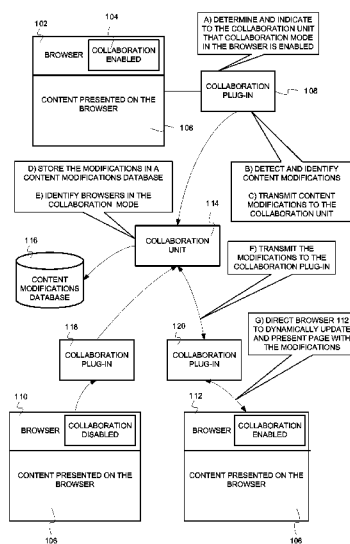 102
104
BROWSER
COLLABORATION
ENABLED
CONTENT PRESENTED ON THE
BROWSER
106
A) DETERMINE AND INDICATE
TO THE COLLABORATION UNIT
THAT COLLABORATION MODE
IN THE BROWSER IS ENABLED
COLLABORATION
PLUG-IN
108
B) DETECT AND IDENTIFY
CONTENT MODIFICATIONS
C) TRANSMIT CONTENT
MODIFICATIONS TO THE
COLLABORATION UNIT
D) STORE THE MODIFICATIONS IN A
CONTENT MODIFICATIONS DATABASE
E) IDENTIFY BROWSERS IN THE
COLLABORATION MODE
114
COLLABORATION
UNIT
116
CONTENT
MODIFICATIONS
DATABASE
F) TRANSMIT THE
MODIFICATIONS TO THE
COLLABORATION PLUG-IN
118
COLLABORATION
PLUG-IN
120
COLLABORATION
PLUG-IN
G) DIRECT BROWSER 112
TO DYNAMICALLY UPDATE
AND PRESENT PAGE WITH
THE MODIFICATIONS
110
BROWSER
COLLABORATION
DISABLED
CONTENT PRESENTED ON THE
BROWSER
106
112
BROWSER
COLLABORATION
ENABLED
CONTENT PRESENTED ON THE
BROWSER
106